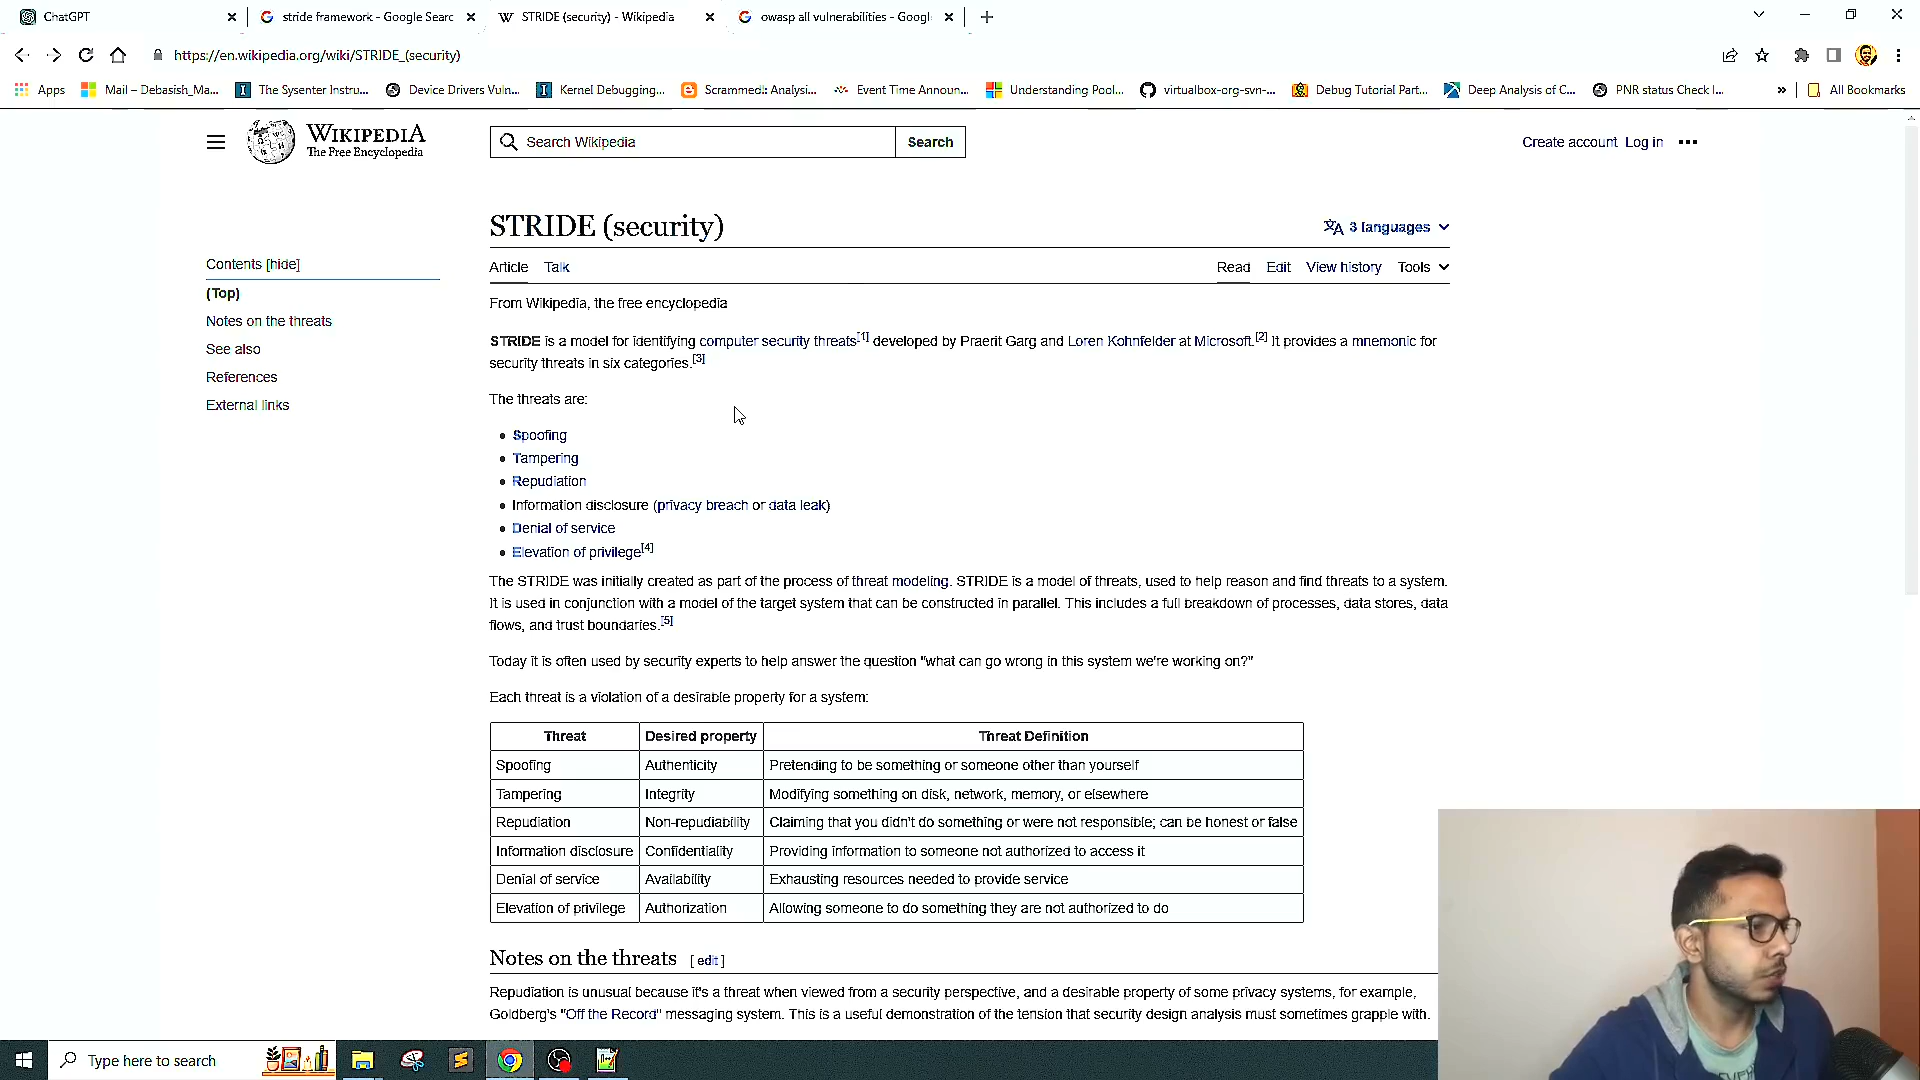 ChatGPT
stride framework - Google Searc
STRIDE (security) - Wikipedia
owasp all vulnerabilities - Googl
https://en.wikipedia.org/wiki/STRIDE_(security)
Apps
Mail – Debasish_Ma...
The Sysenter Instru...
Device Drivers Vuln...
Kernel Debugging...
Scrammed!: Analysi...
Event Time Announ...
Understanding Pool...
virtualbox-org-svn-...
Debug Tutorial Part...
Deep Analysis of C...
PNR status Check I...
»
All Bookmarks
WIKIPEDIA
The Free Encyclopedia
Search Wikipedia
Search
Create account Log in
STRIDE (security)
3 languages
Contents [hide]
(Top)
Notes on the threats
See also
References
External links
Article Talk
Read Edit View history Tools
From Wikipedia, the free encyclopedia
STRIDE is a model for identifying computer security threats[1] developed by Praerit Garg and Loren Kohnfelder at Microsoft.[2] It provides a mnemonic for
security threats in six categories.[3]
The threats are:
• Spoofing
• Tampering
• Repudiation
• Information disclosure (privacy breach or data leak)
• Denial of service
• Elevation of privilege[4]
The STRIDE was initially created as part of the process of threat modeling. STRIDE is a model of threats, used to help reason and find threats to a system.
It is used in conjunction with a model of the target system that can be constructed in parallel. This includes a full breakdown of processes, data stores, data
flows, and trust boundaries.[5]
Today it is often used by security experts to help answer the question "what can go wrong in this system we're working on?"
Each threat is a violation of a desirable property for a system:
Threat Desired property Threat Definition
Spoofing Authenticity Pretending to be something or someone other than yourself
Tampering Integrity Modifying something on disk, network, memory, or elsewhere
Repudiation Non-repudiability Claiming that you didn't do something or were not responsible; can be honest or false
Information disclosure Confidentiality Providing information to someone not authorized to access it
Denial of service Availability Exhausting resources needed to provide service
Elevation of privilege Authorization Allowing someone to do something they are not authorized to do
Notes on the threats [ edit ]
Repudiation is unusual because it's a threat when viewed from a security perspective, and a desirable property of some privacy systems, for example,
Goldberg's "Off the Record" messaging system. This is a useful demonstration of the tension that security design analysis must sometimes grapple with.
Type here to search